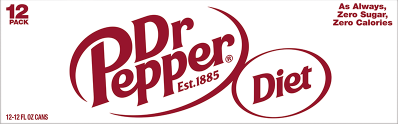 12
PACK
Dr
Pepper®
Est.1885
Diet
As Always,
Zero Sugar,
Zero Calories
12-12 FL OZ CANS